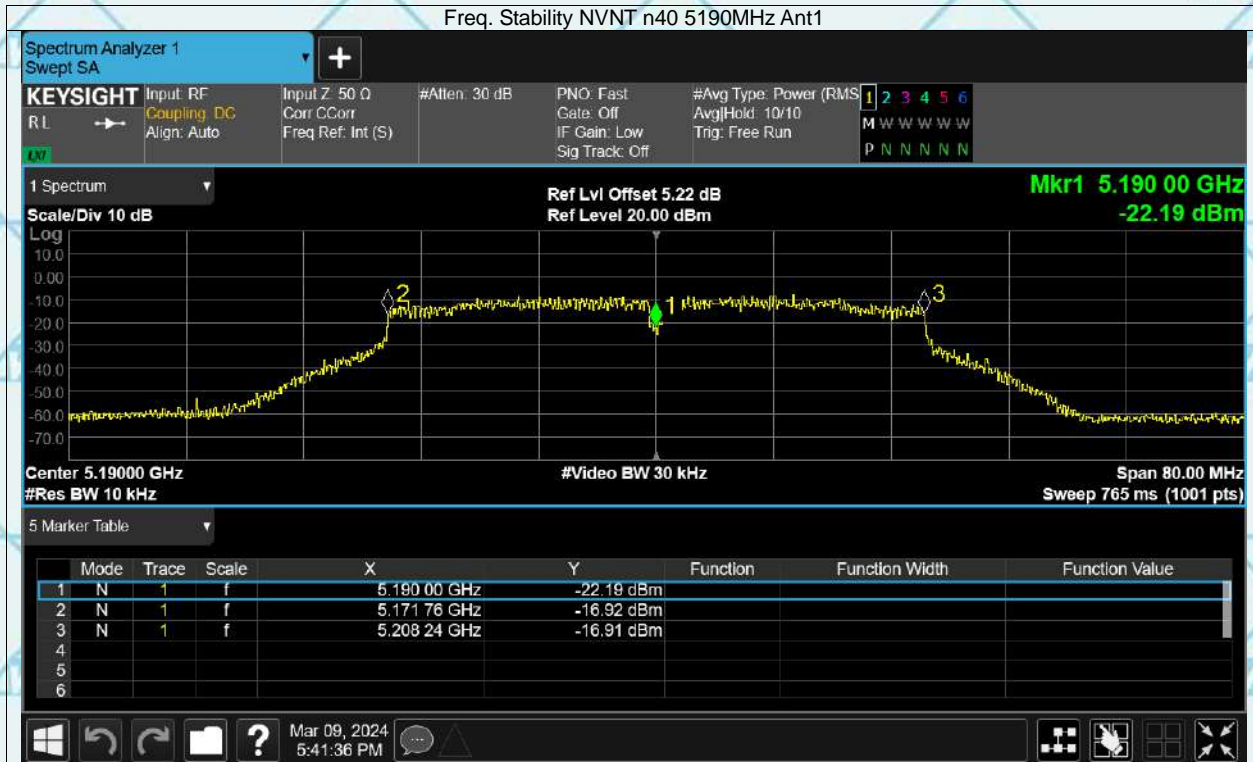 Freq. Stability NVNT n40 5190MHz Ant1
Spectrum Analyzer 1
Swept SA
+
KEYSIGHT
RL
LXI
Input: RF
Coupling: DC
Align: Auto
Input Z: 50 Ω
Corr CCorr
Freq Ref: Int (S)
#Atten: 30 dB
PNO: Fast
Gate: Off
IF Gain: Low
Sig Track: Off
#Avg Type: Power (RMS
Avg|Hold: 10/10
Trig: Free Run
1 2 3 4 5 6
M W W W W W
P N N N N N
1 Spectrum
Scale/Div 10 dB
Ref Lvl Offset 5.22 dB
Ref Level 20.00 dBm
Mkr1 5.190 00 GHz
-22.19 dBm
Log
10.0
0.00
-10.0
-20.0
-30.0
-40.0
-50.0
-60.0
-70.0
2
1
3
Center 5.19000 GHz
#Res BW 10 kHz
#Video BW 30 kHz
Span 80.00 MHz
Sweep 765 ms (1001 pts)
5 Marker Table
Mode Trace Scale X Y Function Function Width Function Value
1 N 1 f 5.190 00 GHz -22.19 dBm
2 N 1 f 5.171 76 GHz -16.92 dBm
3 N 1 f 5.208 24 GHz -16.91 dBm
4
5
6
?
Mar 09, 2024
5:41:36 PM